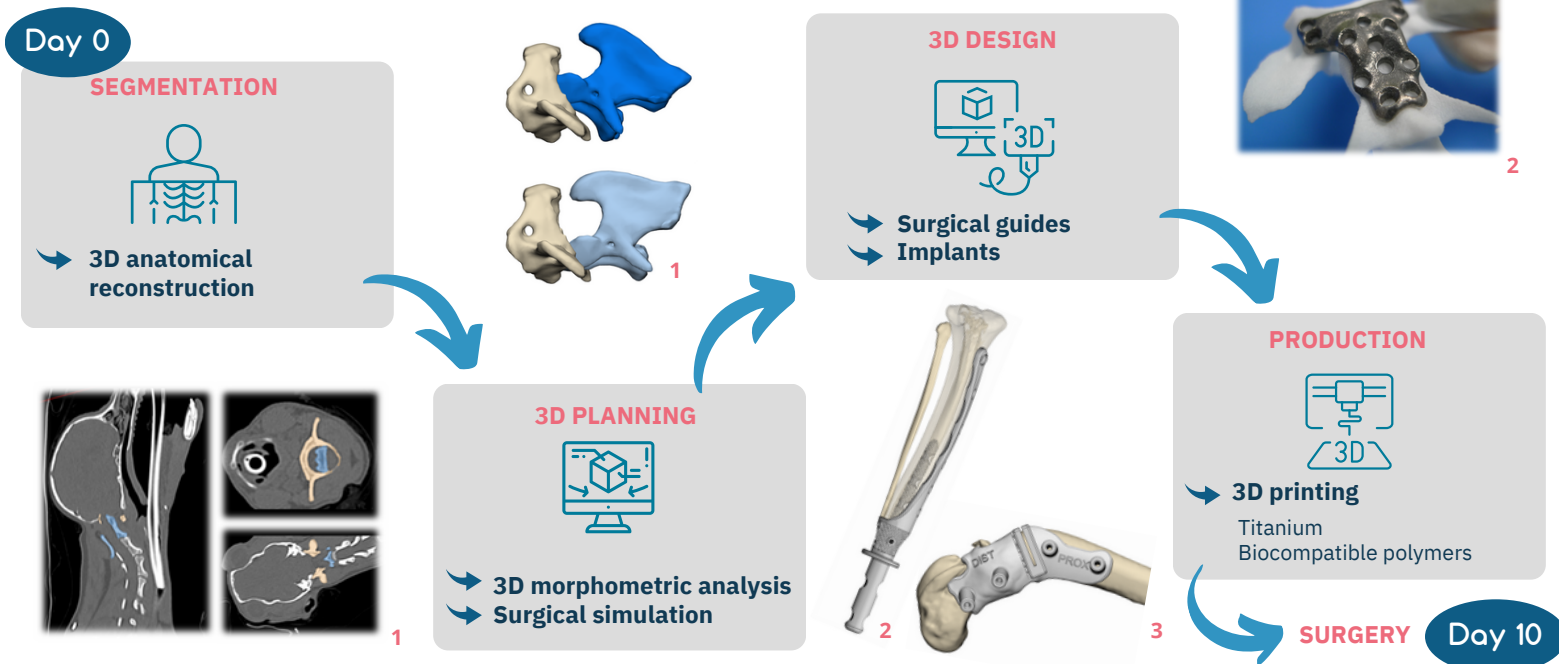 Day 0
SEGMENTATION
3D anatomical
reconstruction
1
1
3D PLANNING
3D morphometric analysis
Surgical simulation
3D DESIGN
3D
Surgical guides
Implants
2
2
DIST
PROX
3
PRODUCTION
3D
3D printing
Titanium
Biocompatible polymers
SURGERY
Day 10